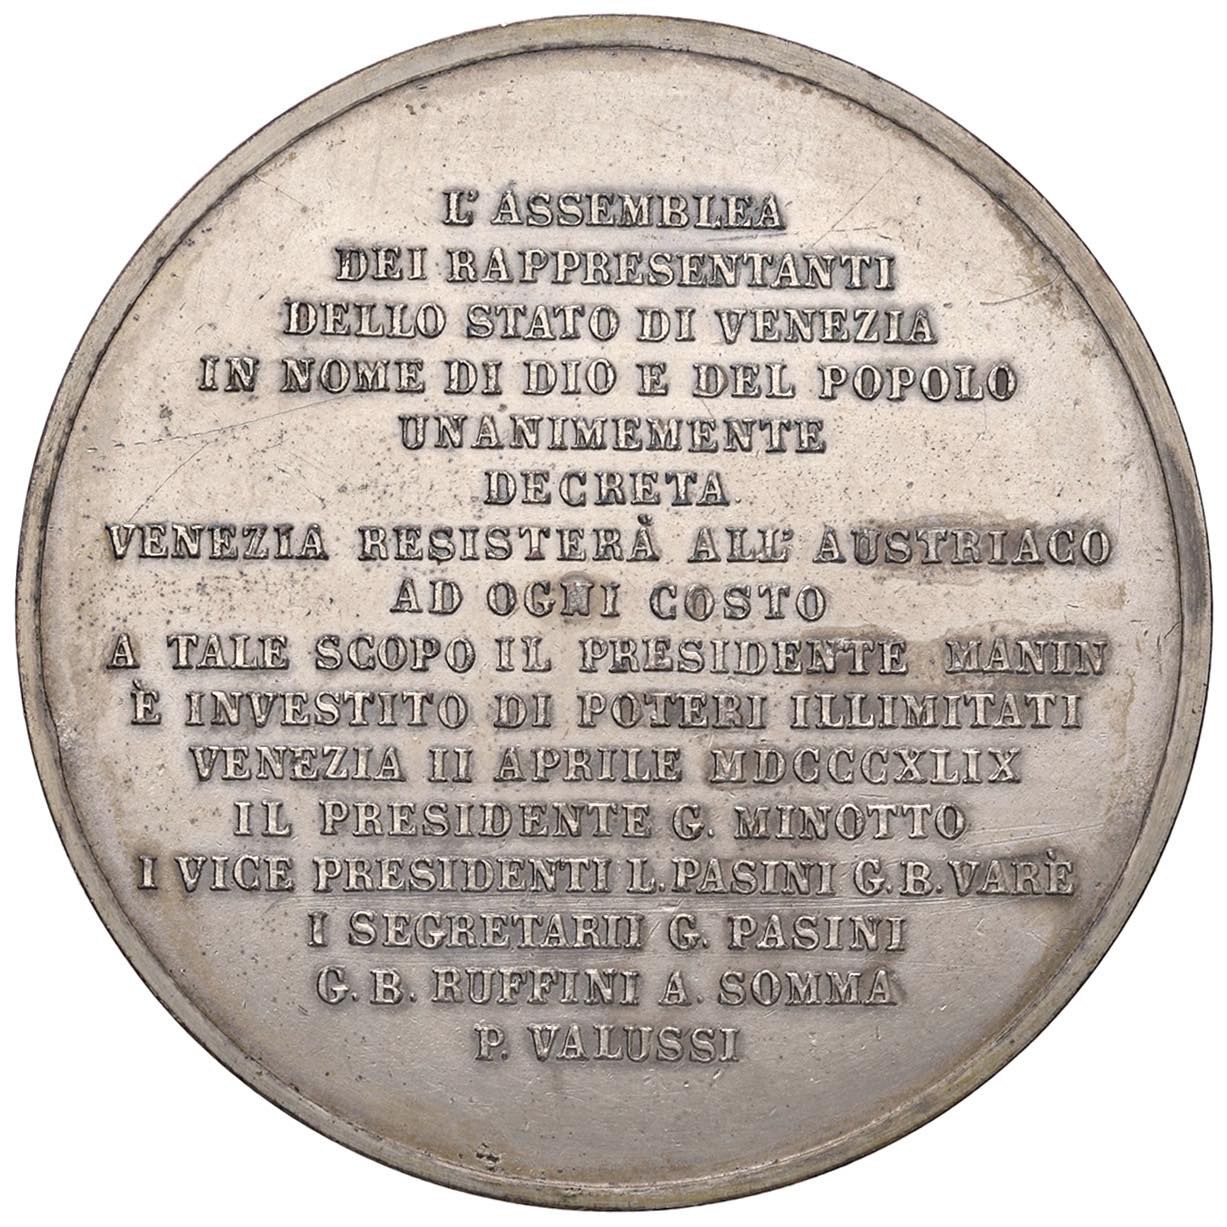 L' ASSEMBLEA
DEI RAPPRESENTANTI
DELLO STATO DI VENEZIA
IN NOME DI DIO E DEL POPOLO
UNANIMEMENTE
DECRETA
VENEZIA RESISTERÀ ALL' AUSTRIACO
AD OGNI COSTO
A TALE SCOPO IL PRESIDENTE MANIN
È INVESTITO DI POTERI ILLIMITATI
VENEZIA II APRILE MDCCCXLIX
IL PRESIDENTE G. MINOTTO
I VICE PRESIDENTI L. PASINI G. B. VARÈ
I SEGRETARII G. PASINI
G. B. RUFFINI A. SOMMA
P. VALUSSI